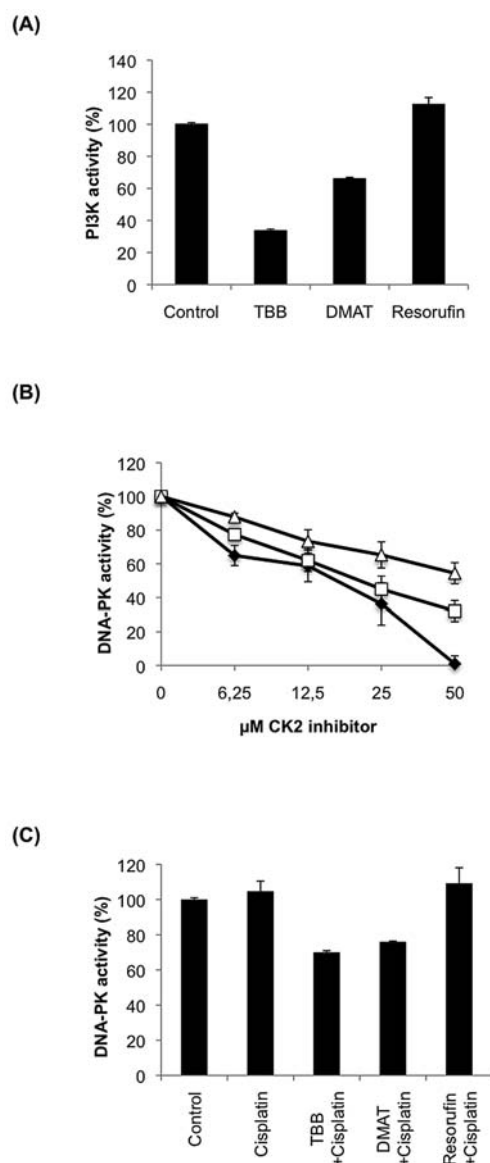 (A)
PI3K activity (%)
140
120
100
80
60
40
20
0
Control TBB DMAT Resorufin
(B)
DNA-PK activity (%)
120
100
80
60
40
20
0
0 6,25 12,5 25 50
µM CK2 inhibitor
(C)
DNA-PK activity (%)
120
100
80
60
40
20
0
Control
Cisplatin
TBB
+Cisplatin
DMAT
+Cisplatin
Resorufin
+Cisplatin